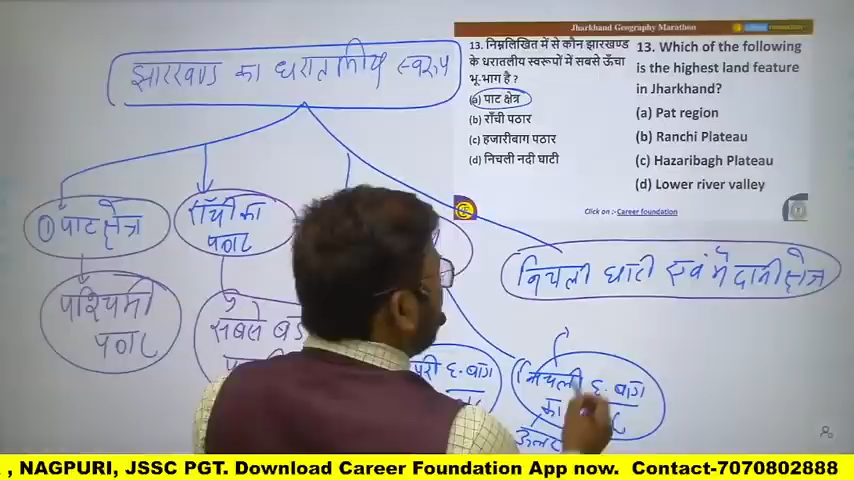 Jharkhand Geography Marathon
13. निम्नलिखित में से कौन झारखण्ड
के धरातलीय स्वरूपों में सबसे ऊँचा
भू-भाग है ?
(a) पाट क्षेत्र
(b) राँची पठार
(c) हजारीबाग पठार
(d) निचली नदी घाटी
13. Which of the following
is the highest land feature
in Jharkhand?
(a) Pat region
(b) Ranchi Plateau
(c) Hazaribagh Plateau
(d) Lower river valley
Click on :- Career foundation
झारखण्ड का धरातलीय स्वरूप
① पाट क्षेत्र
राँची का
पठार
निचली घाटी एवं मैदानी क्षेत्र
पश्चिमी
पठार
सबसे
परी ह. बाग
निचली ह. बाग
का
, NAGPURI, JSSC PGT. Download Career Foundation App now. Contact-7070802888